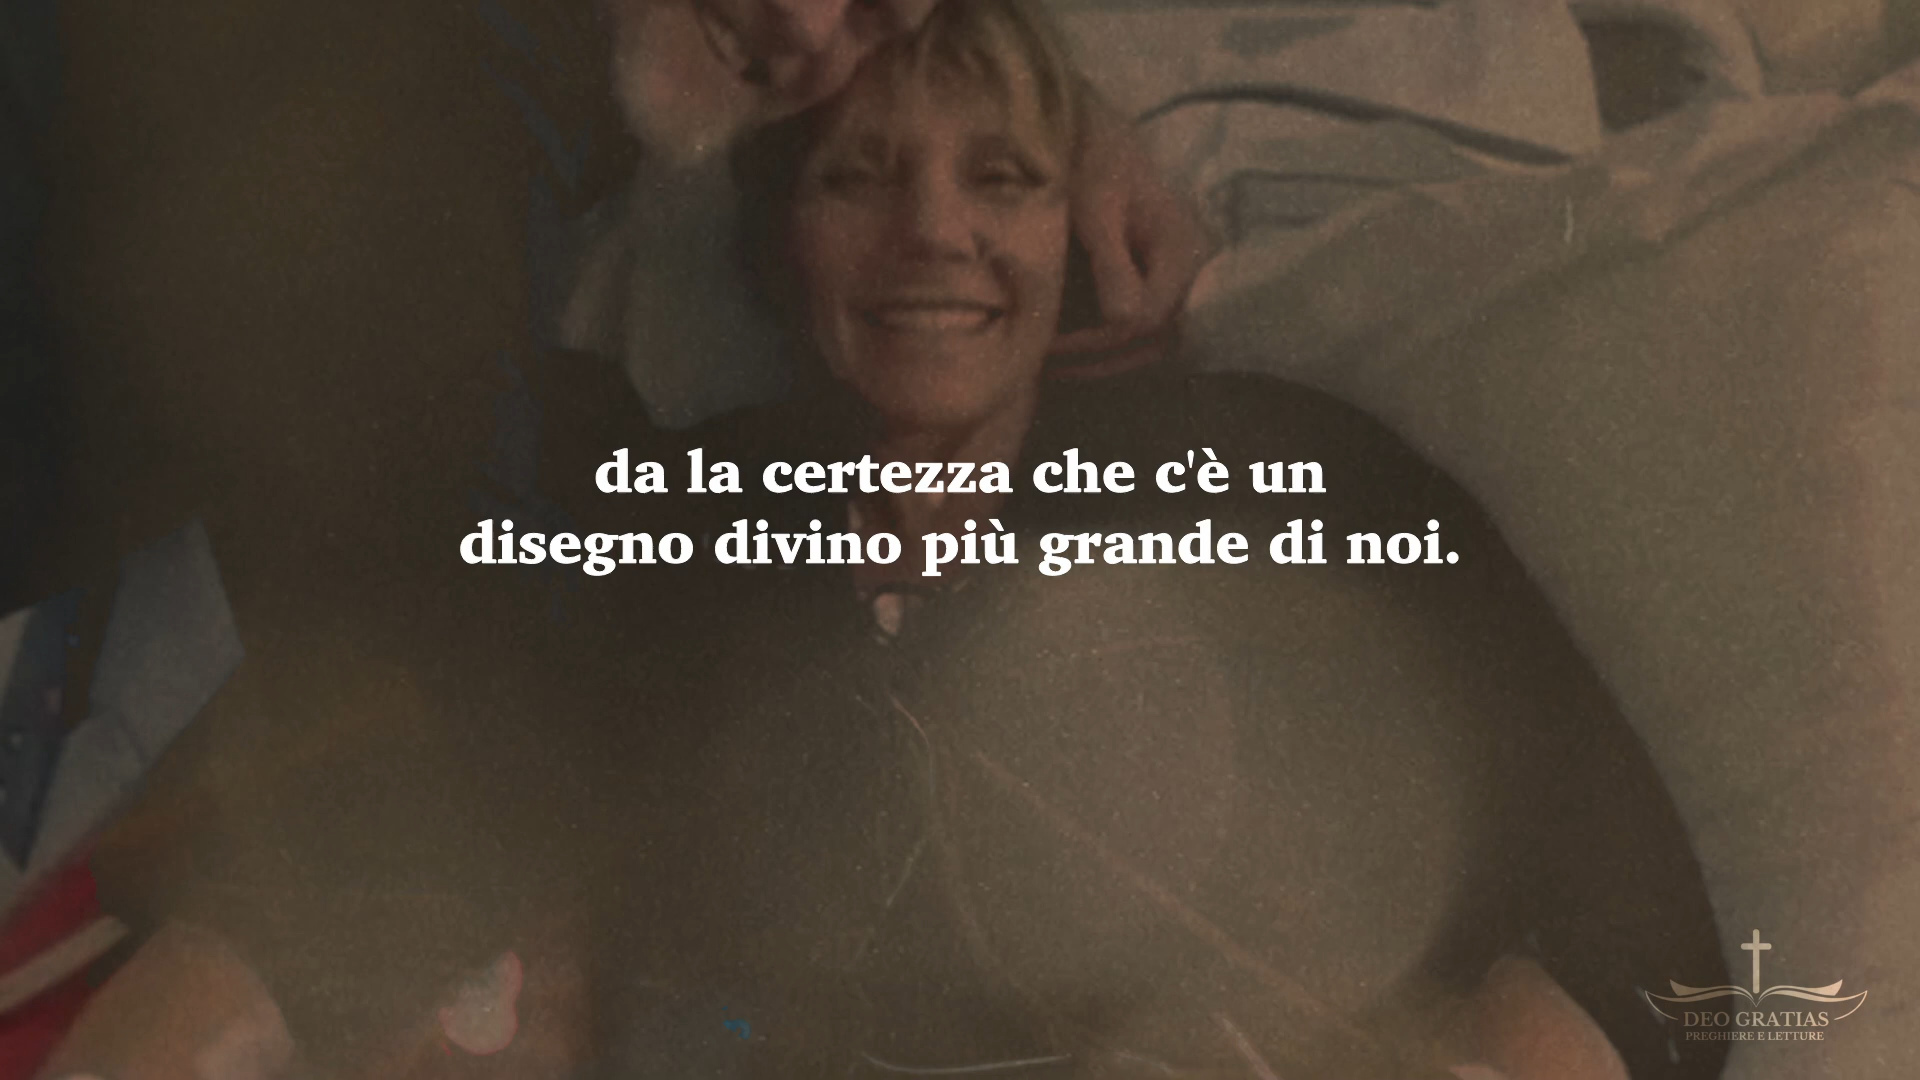 da la certezza che c'è un
disegno divino più grande di noi.
DEO GRATIAS
PREGHIERE E LETTURE